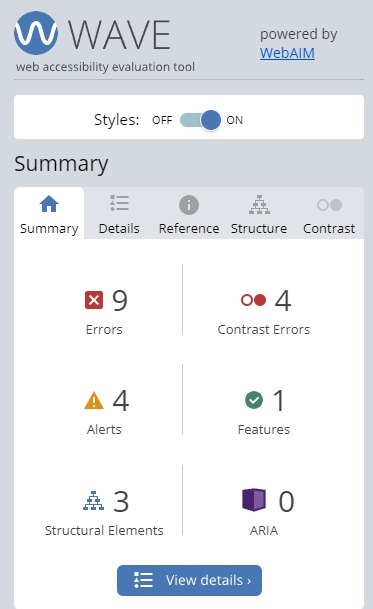 WAVE
web accessibility evaluation tool
powered by
WebAIM
Styles: OFF ON
Summary
Summary Details Reference Structure Contrast
9
Errors
4
Contrast Errors
4
Alerts
1
Features
3
Structural Elements
0
ARIA
View details ›